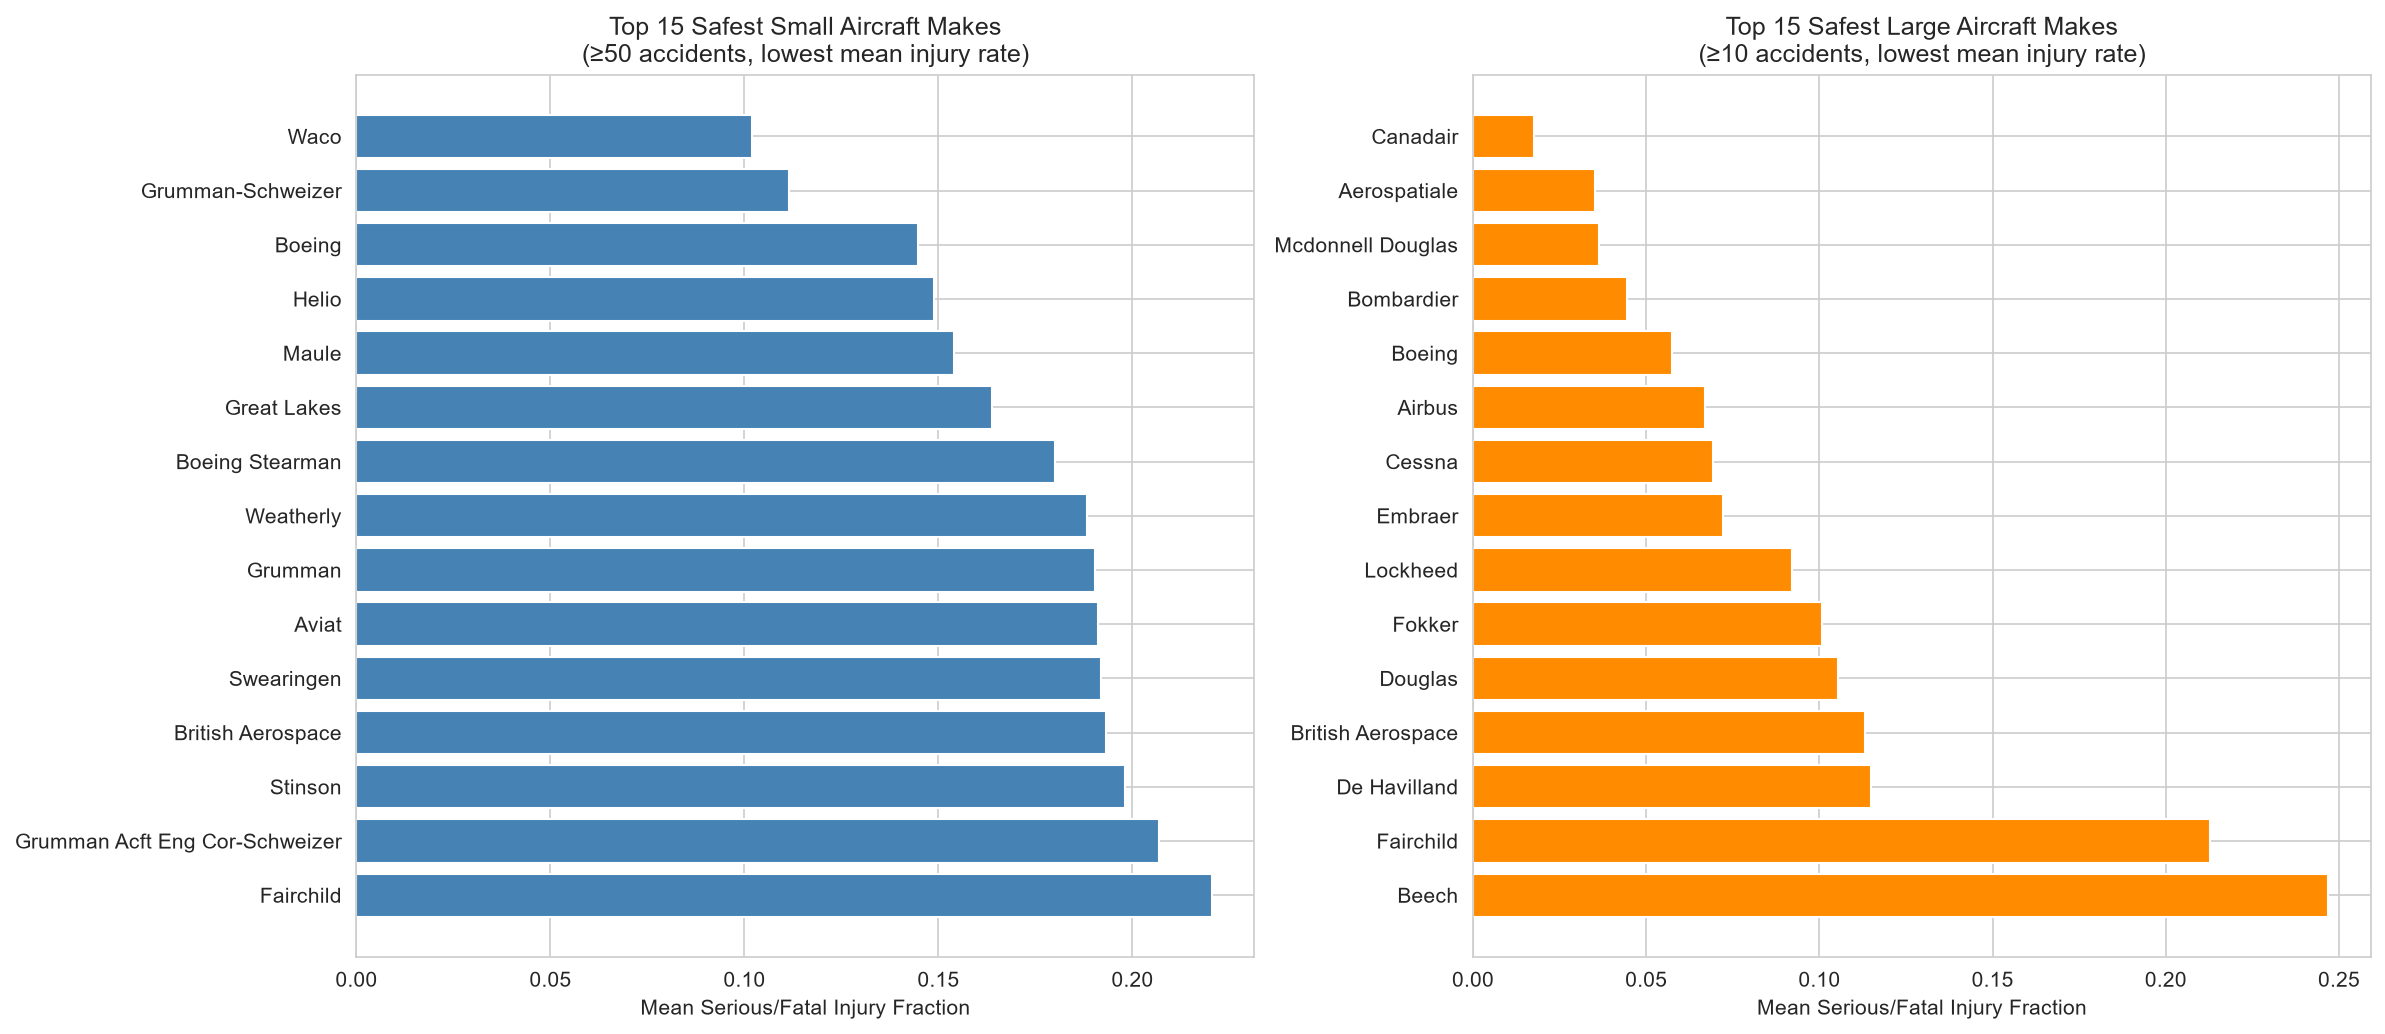 Top 15 Safest Small Aircraft Makes
(≥50 accidents, lowest mean injury rate)
Waco
Grumman-Schweizer
Boeing
Helio
Maule
Great Lakes
Boeing Stearman
Weatherly
Grumman
Aviat
Swearingen
British Aerospace
Stinson
Grumman Acft Eng Cor-Schweizer
Fairchild
0.00 0.05 0.10 0.15 0.20
Mean Serious/Fatal Injury Fraction
Top 15 Safest Large Aircraft Makes
(≥10 accidents, lowest mean injury rate)
Canadair
Aerospatiale
Mcdonnell Douglas
Bombardier
Boeing
Airbus
Cessna
Embraer
Lockheed
Fokker
Douglas
British Aerospace
De Havilland
Fairchild
Beech
0.00 0.05 0.10 0.15 0.20 0.25
Mean Serious/Fatal Injury Fraction